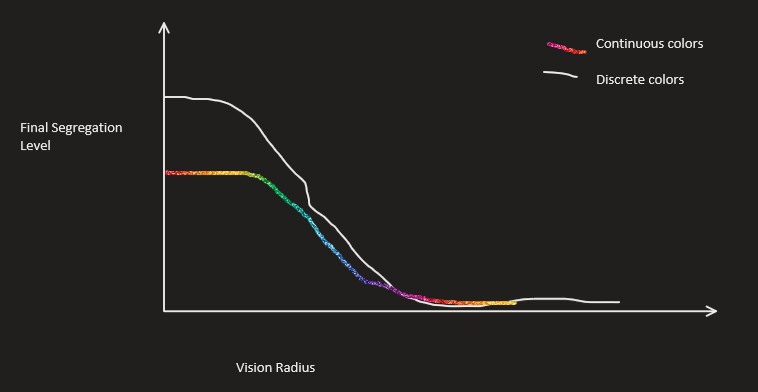 Continuous colors
Discrete colors
Final Segregation
Level
Vision Radius